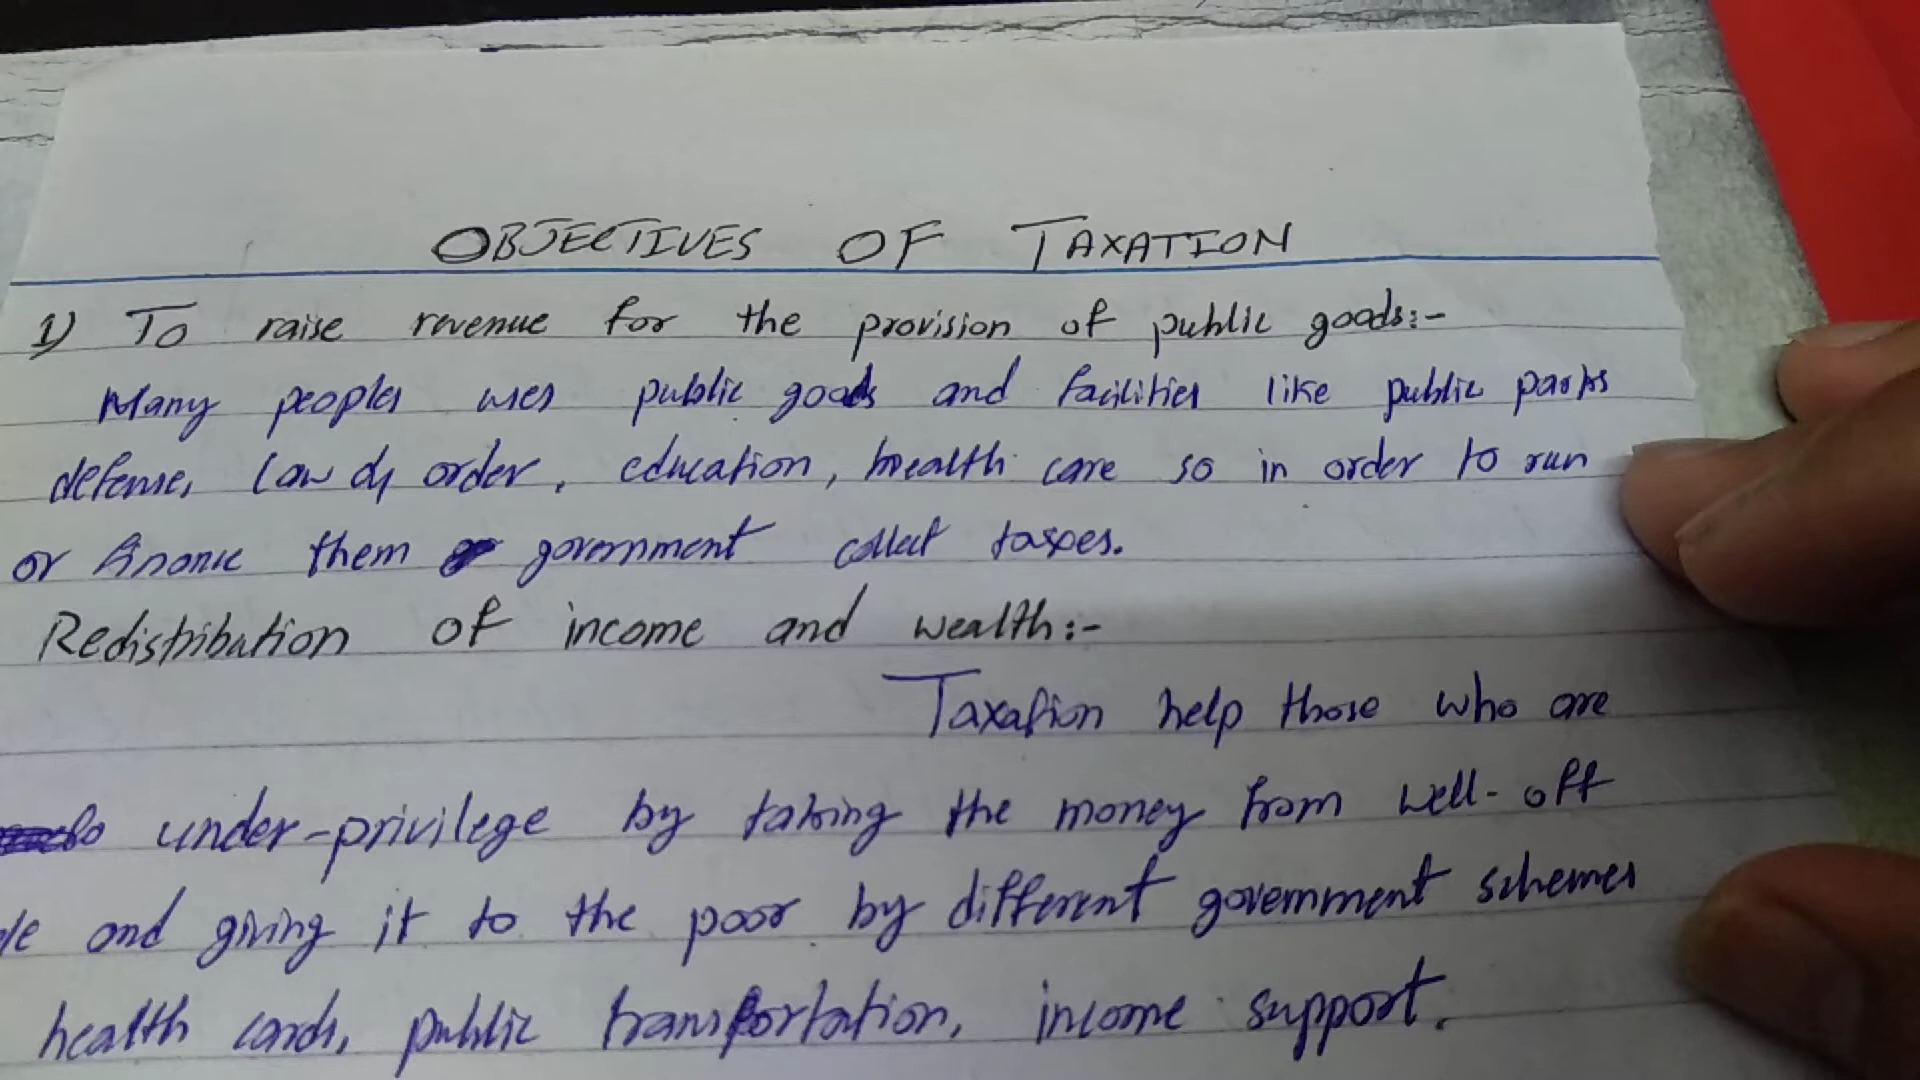 OBJECTIVES OF TAXATION
1) To raise revenue for the provision of public goods:-
Many peoples uses public goods and facilities like public parks
defense, law & order, education, health care so in order to run
or finance them government collect taxes.
Redistribution of income and wealth:-
Taxation help those who are
under-privilege by taking the money from well-off
and giving it to the poor by different government schemes
health cards, public transportation, income support.